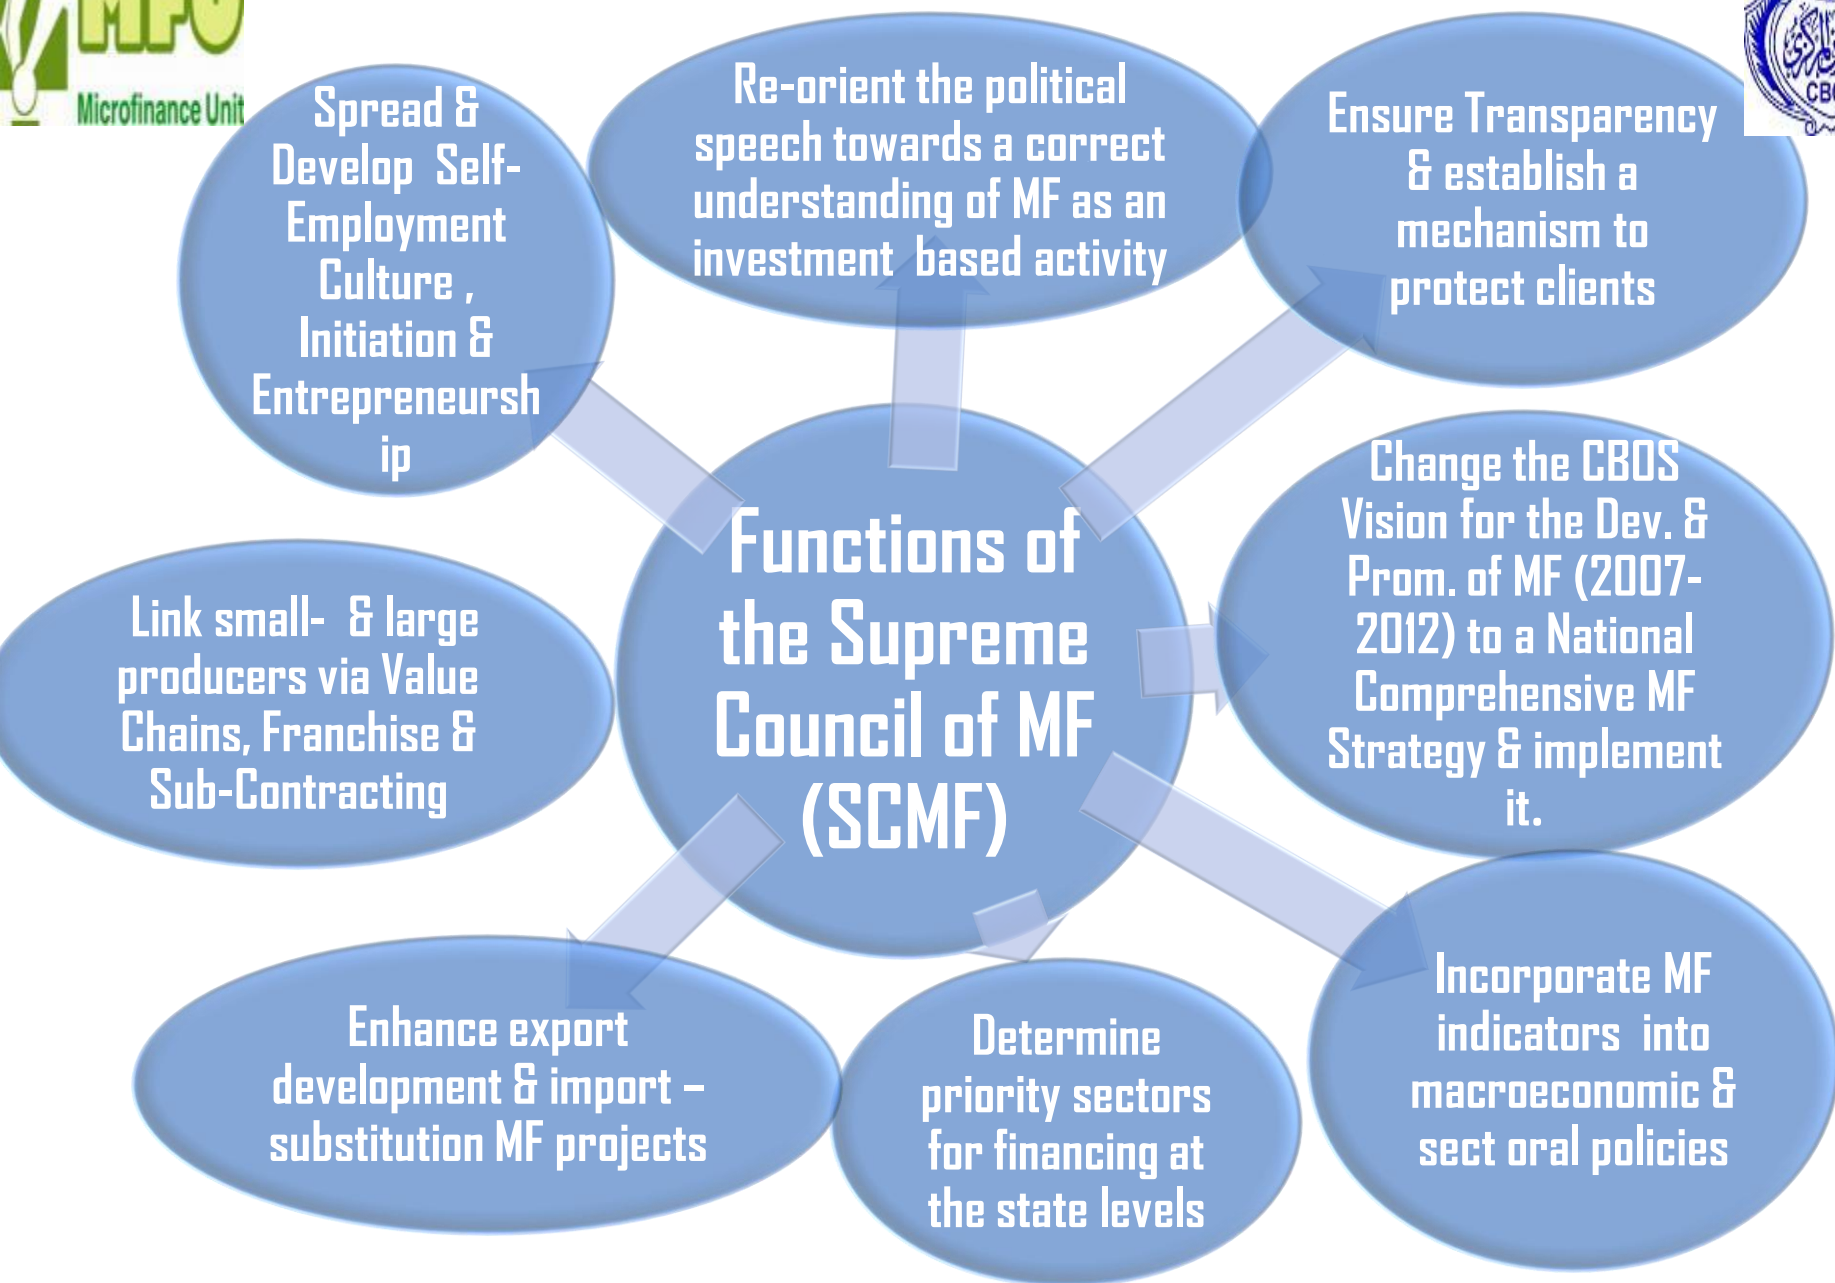 MFU
Microfinance Unit
CBO
Spread &
Develop Self-
Employment
Culture ,
Initiation &
Entrepreneursh
ip
Re-orient the political
speech towards a correct
understanding of MF as an
investment based activity
Ensure Transparency
& establish a
mechanism to
protect clients
Change the CBOS
Vision for the Dev. &
Prom. of MF (2007-
2012) to a National
Comprehensive MF
Strategy & implement
it.
Incorporate MF
indicators into
macroeconomic &
sect oral policies
Determine
priority sectors
for financing at
the state levels
Enhance export
development & import –
substitution MF projects
Link small- & large
producers via Value
Chains, Franchise &
Sub-Contracting
Functions of
the Supreme
Council of MF
(SCMF)